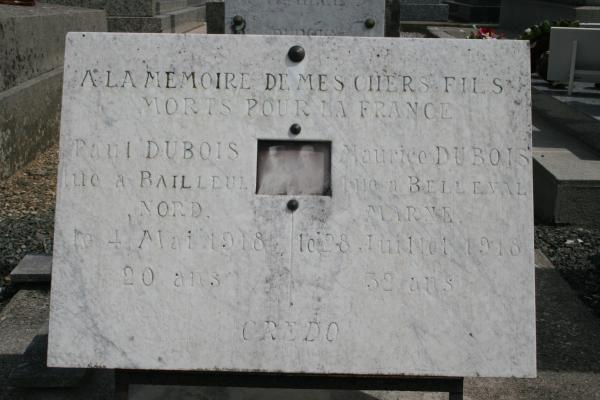 A LA MEMOIRE DE MES CHERS FILS
MORTS POUR LA FRANCE
Paul DUBOIS
tué à BAILLEUL
NORD.
le 4 Mai 1918
20 ans
Maurice DUBOIS
tué à BELLEVAL
MARNE.
le 28 Juillet 1918
32 ans
CREDO